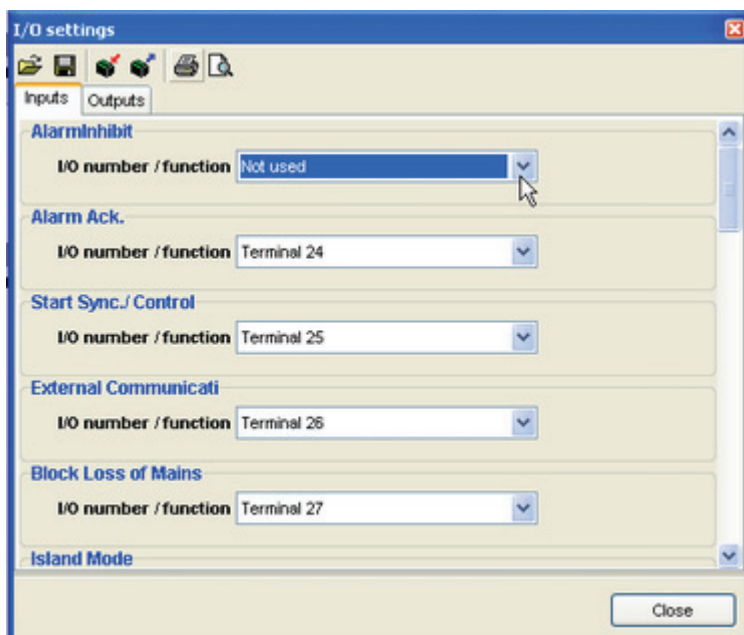 I/O settings
Inputs Outputs
AlarmInhibit
I/O number / function Not used
Alarm Ack.
I/O number / function Terminal 24
Start Sync./ Control
I/O number / function Terminal 25
External Communicati
I/O number / function Terminal 26
Block Loss of Mains
I/O number / function Terminal 27
Island Mode
Close